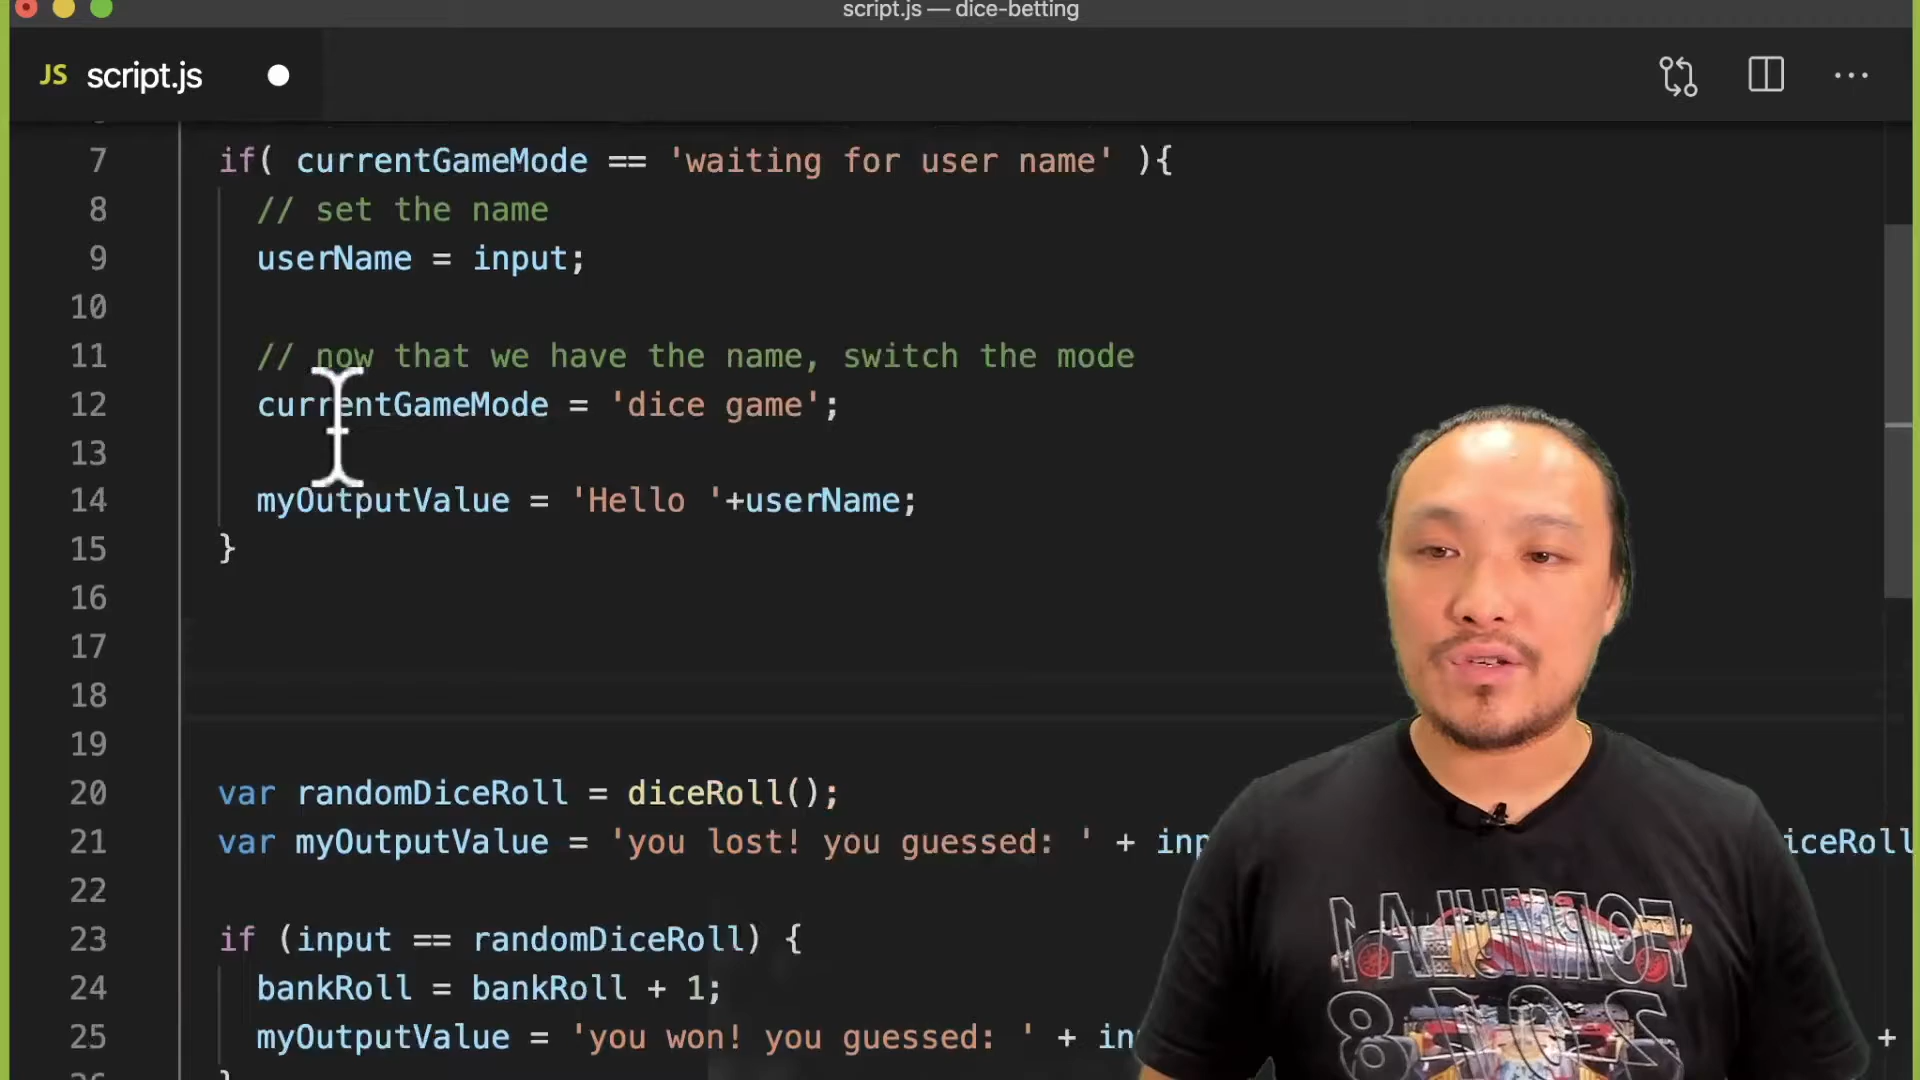 script.js — dice-betting
JS script.js
7 if( currentGameMode == 'waiting for user name' ){
8 // set the name
9 userName = input;
10
11 // now that we have the name, switch the mode
12 currentGameMode = 'dice game';
13
14 myOutputValue = 'Hello '+userName;
15 }
16
17
18
19
20 var randomDiceRoll = diceRoll();
21 var myOutputValue = 'you lost! you guessed: ' + inp iceRoll
22
23 if (input == randomDiceRoll) {
24 bankRoll = bankRoll + 1;
25 myOutputValue = 'you won! you guessed: ' + in +
FORMULA 1
2018